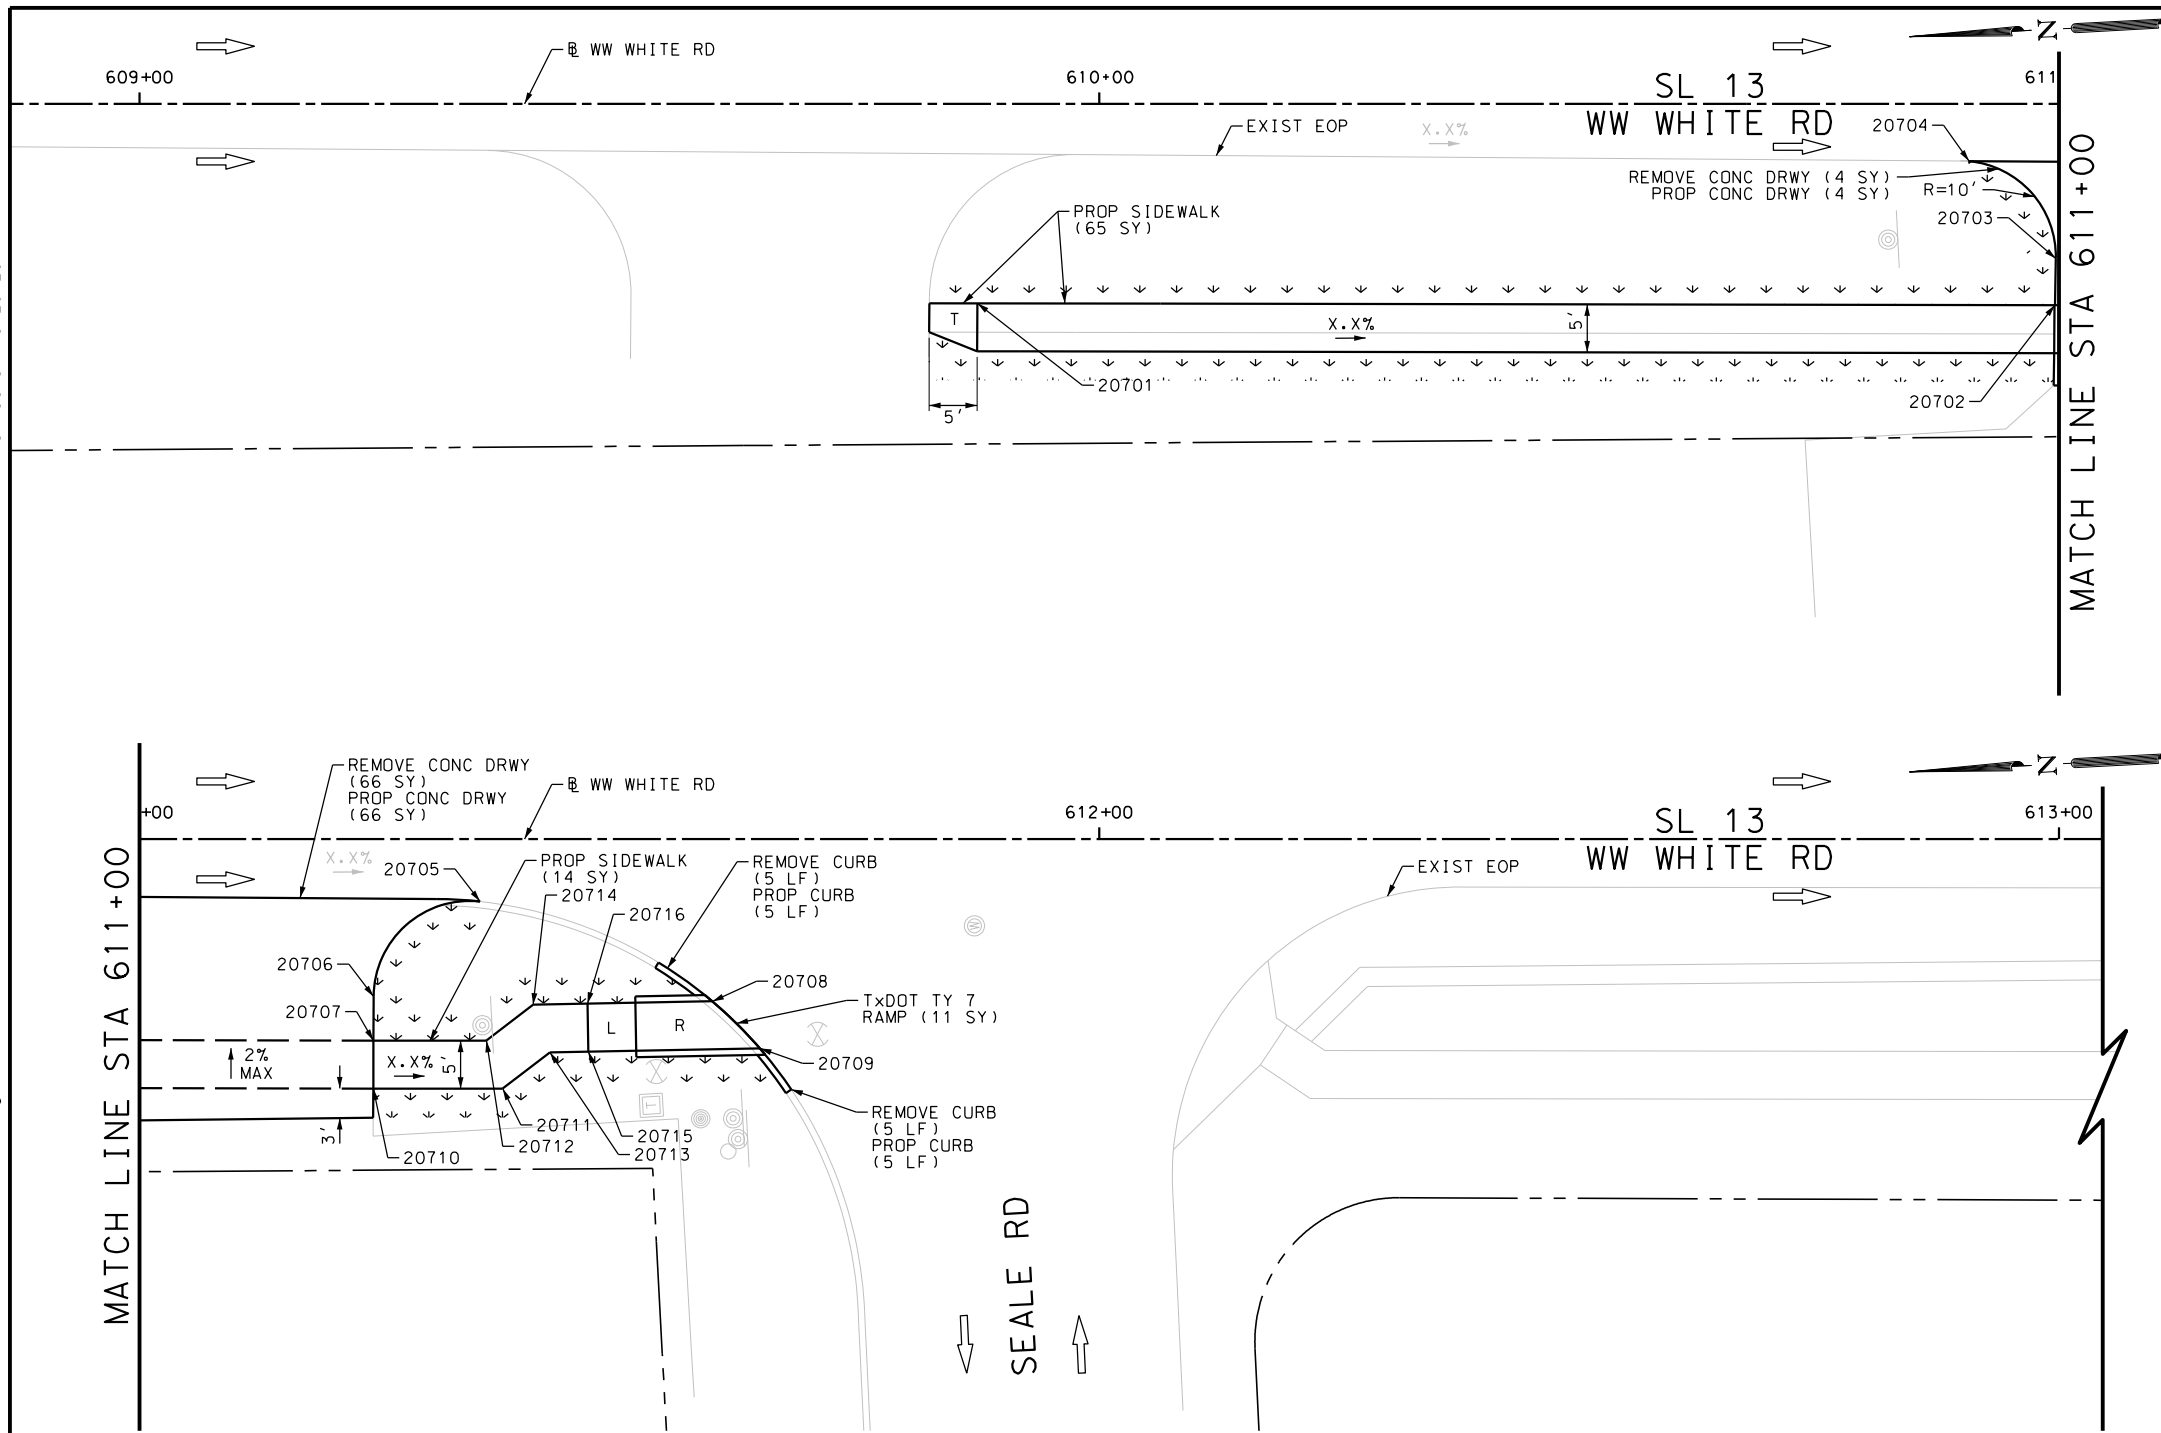 ℄ WW WHITE RD
609+00
610+00
SL 13
611
WW WHITE RD
EXIST EOP
X.X%
20704
REMOVE CONC DRWY (4 SY)
PROP CONC DRWY (4 SY)
R=10'
20703
PROP SIDEWALK
(65 SY)
T
X.X%
5'
20701
20702
5'
MATCH LINE STA 611+00
N
REMOVE CONC DRWY
(66 SY)
PROP CONC DRWY
(66 SY)
℄ WW WHITE RD
+00
612+00
SL 13
613+00
WW WHITE RD
N
X.X%
20705
PROP SIDEWALK
(14 SY)
20714
20716
REMOVE CURB
(5 LF)
PROP CURB
(5 LF)
EXIST EOP
W
20706
20708
20707
TxDOT TY 7
RAMP (11 SY)
L
R
2%
MAX
X.X%
5'
20709
T
3'
20711
20712
20715
20713
20710
REMOVE CURB
(5 LF)
PROP CURB
(5 LF)
MATCH LINE STA 611+00
SEALE RD